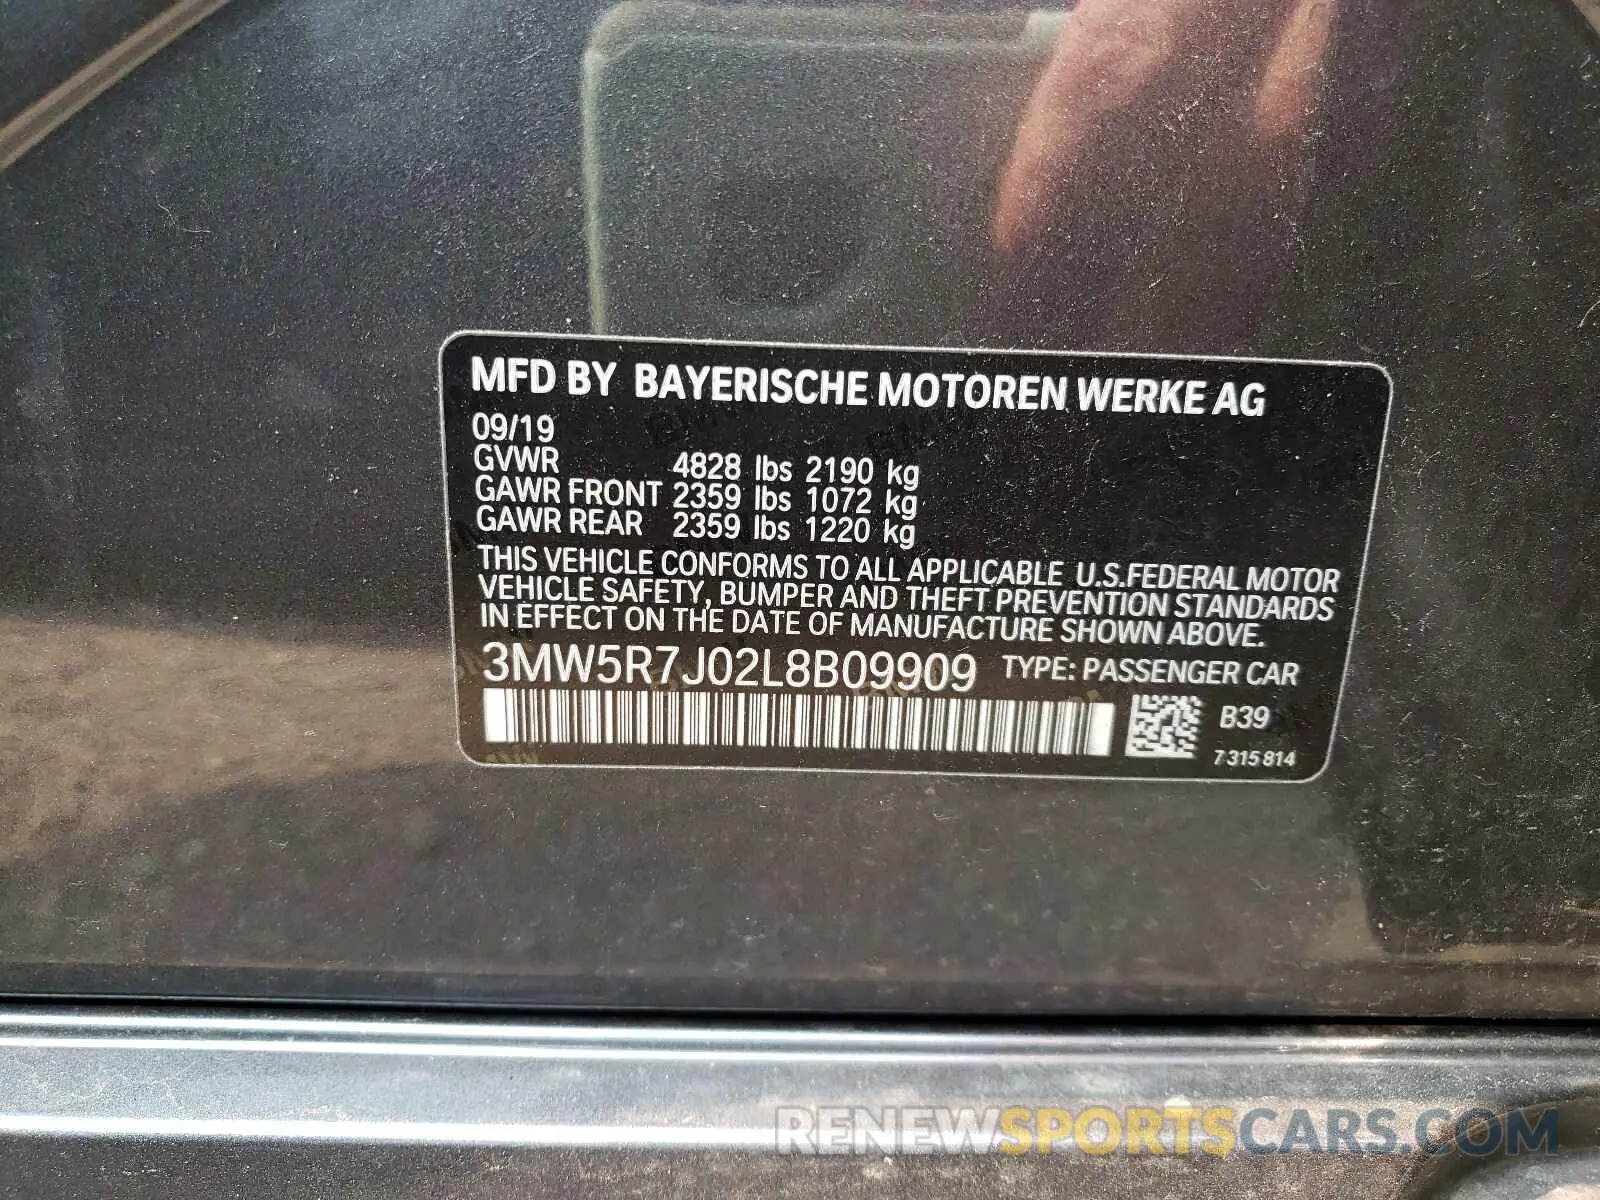 MFD BY BAYERISCHE MOTOREN WERKE AG
09/19
GVWR 4828 lbs 2190 kg
GAWR FRONT 2359 lbs 1072 kg
GAWR REAR 2359 lbs 1220 kg
THIS VEHICLE CONFORMS TO ALL APPLICABLE U.S.FEDERAL MOTOR
VEHICLE SAFETY, BUMPER AND THEFT PREVENTION STANDARDS
IN EFFECT ON THE DATE OF MANUFACTURE SHOWN ABOVE.
3MW5R7J02L8B09909 TYPE: PASSENGER CAR
B39
7 315 814
RENEWSPORTSCARS.COM